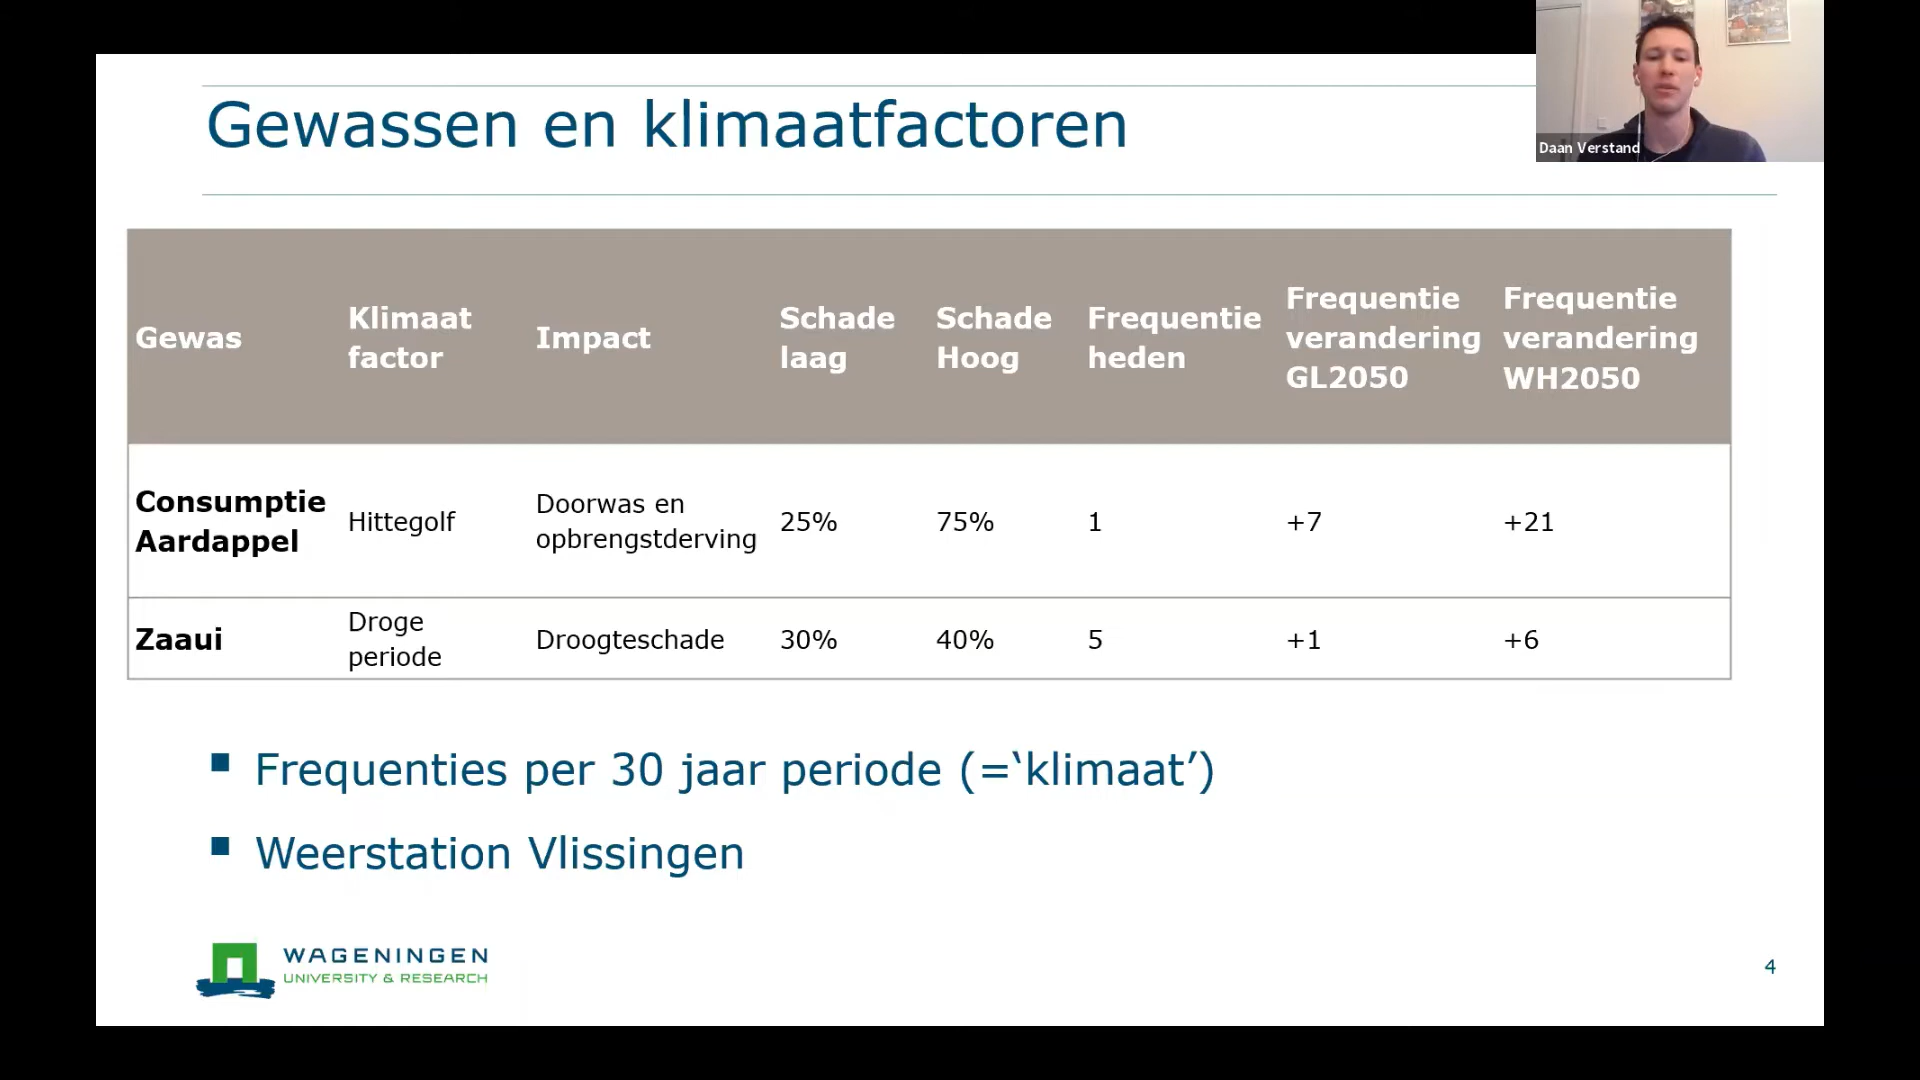 Gewassen en klimaatfactoren
Daan Verstand
Gewas
Klimaat
factor
Impact
Schade
laag
Schade
Hoog
Frequentie
heden
Frequentie
verandering
GL2050
Frequentie
verandering
WH2050
Consumptie
Aardappel
Hittegolf
Doorwas en
opbrengstderving
25%
75%
1
+7
+21
Zaaui
Droge
periode
Droogteschade
30%
40%
5
+1
+6
Frequenties per 30 jaar periode (=‘klimaat’)
Weerstation Vlissingen
WAGENINGEN
UNIVERSITY & RESEARCH
4